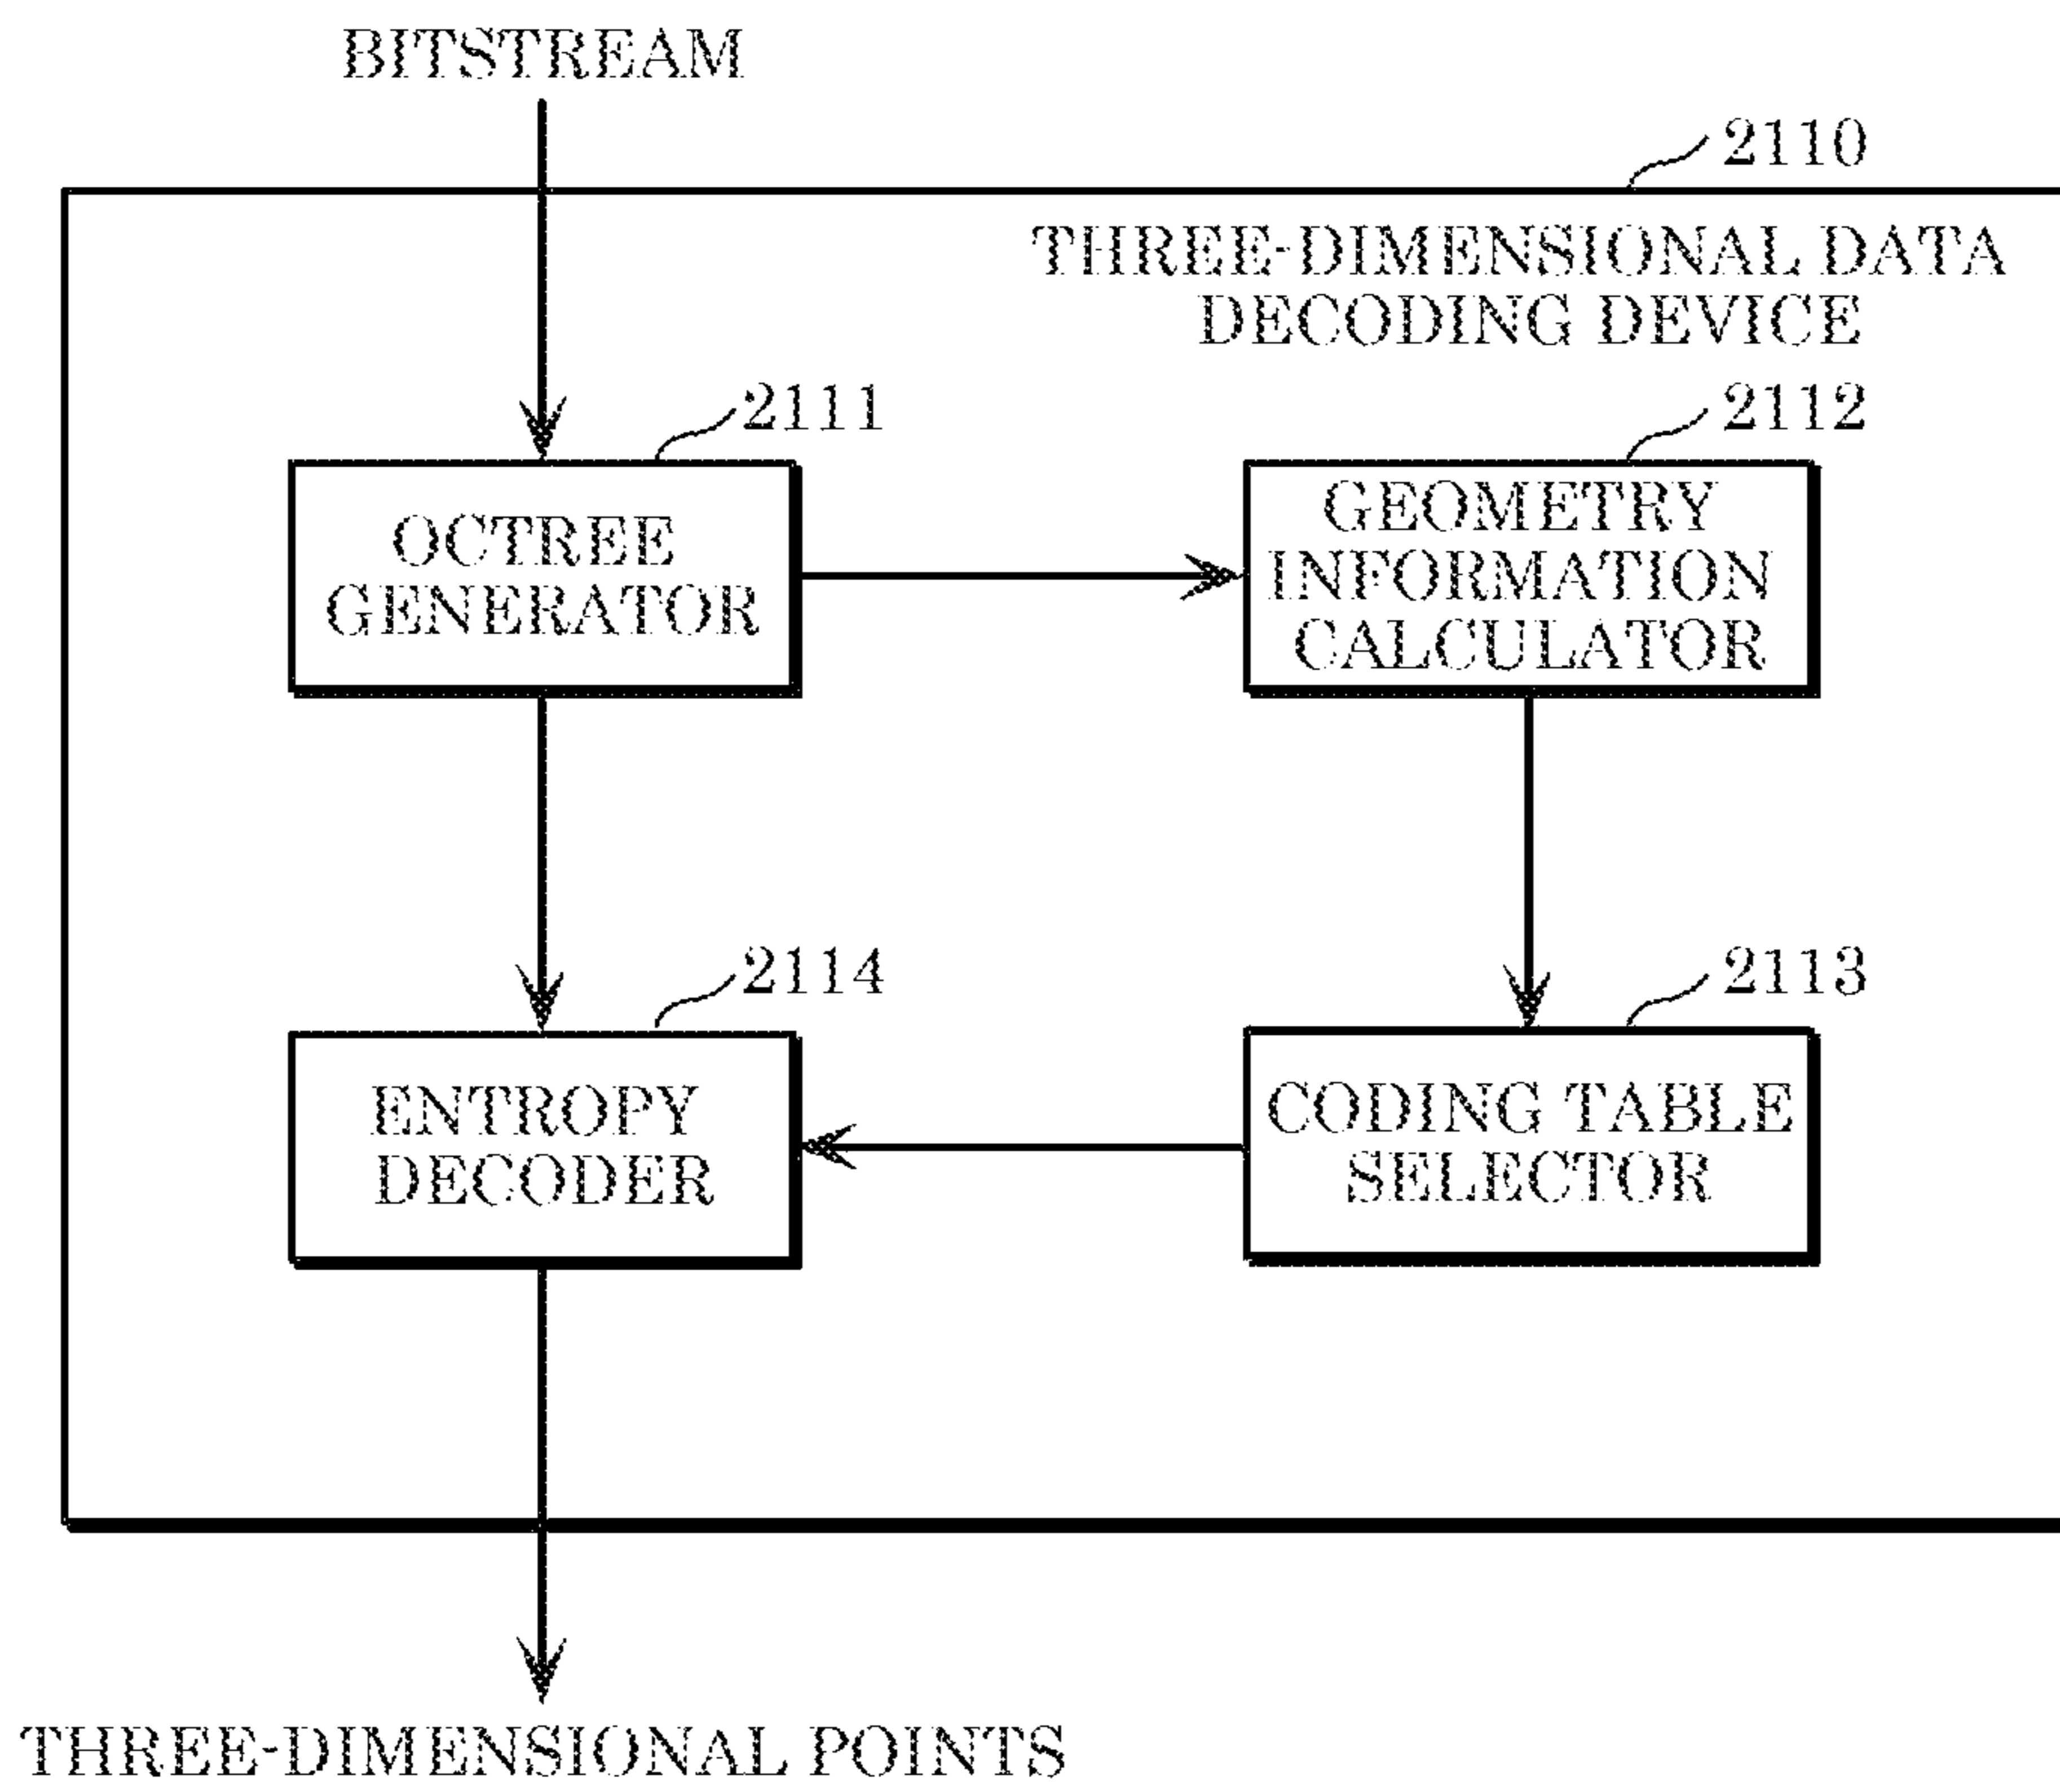 BITSTREAM
2110
THREE-DIMENSIONAL DATA
DECODING DEVICE
2111
OCTREE
GENERATOR
2112
GEOMETRY
INFORMATION
CALCULATOR
2114
ENTROPY
DECODER
2113
CODING TABLE
SELECTOR
THREE-DIMENSIONAL POINTS